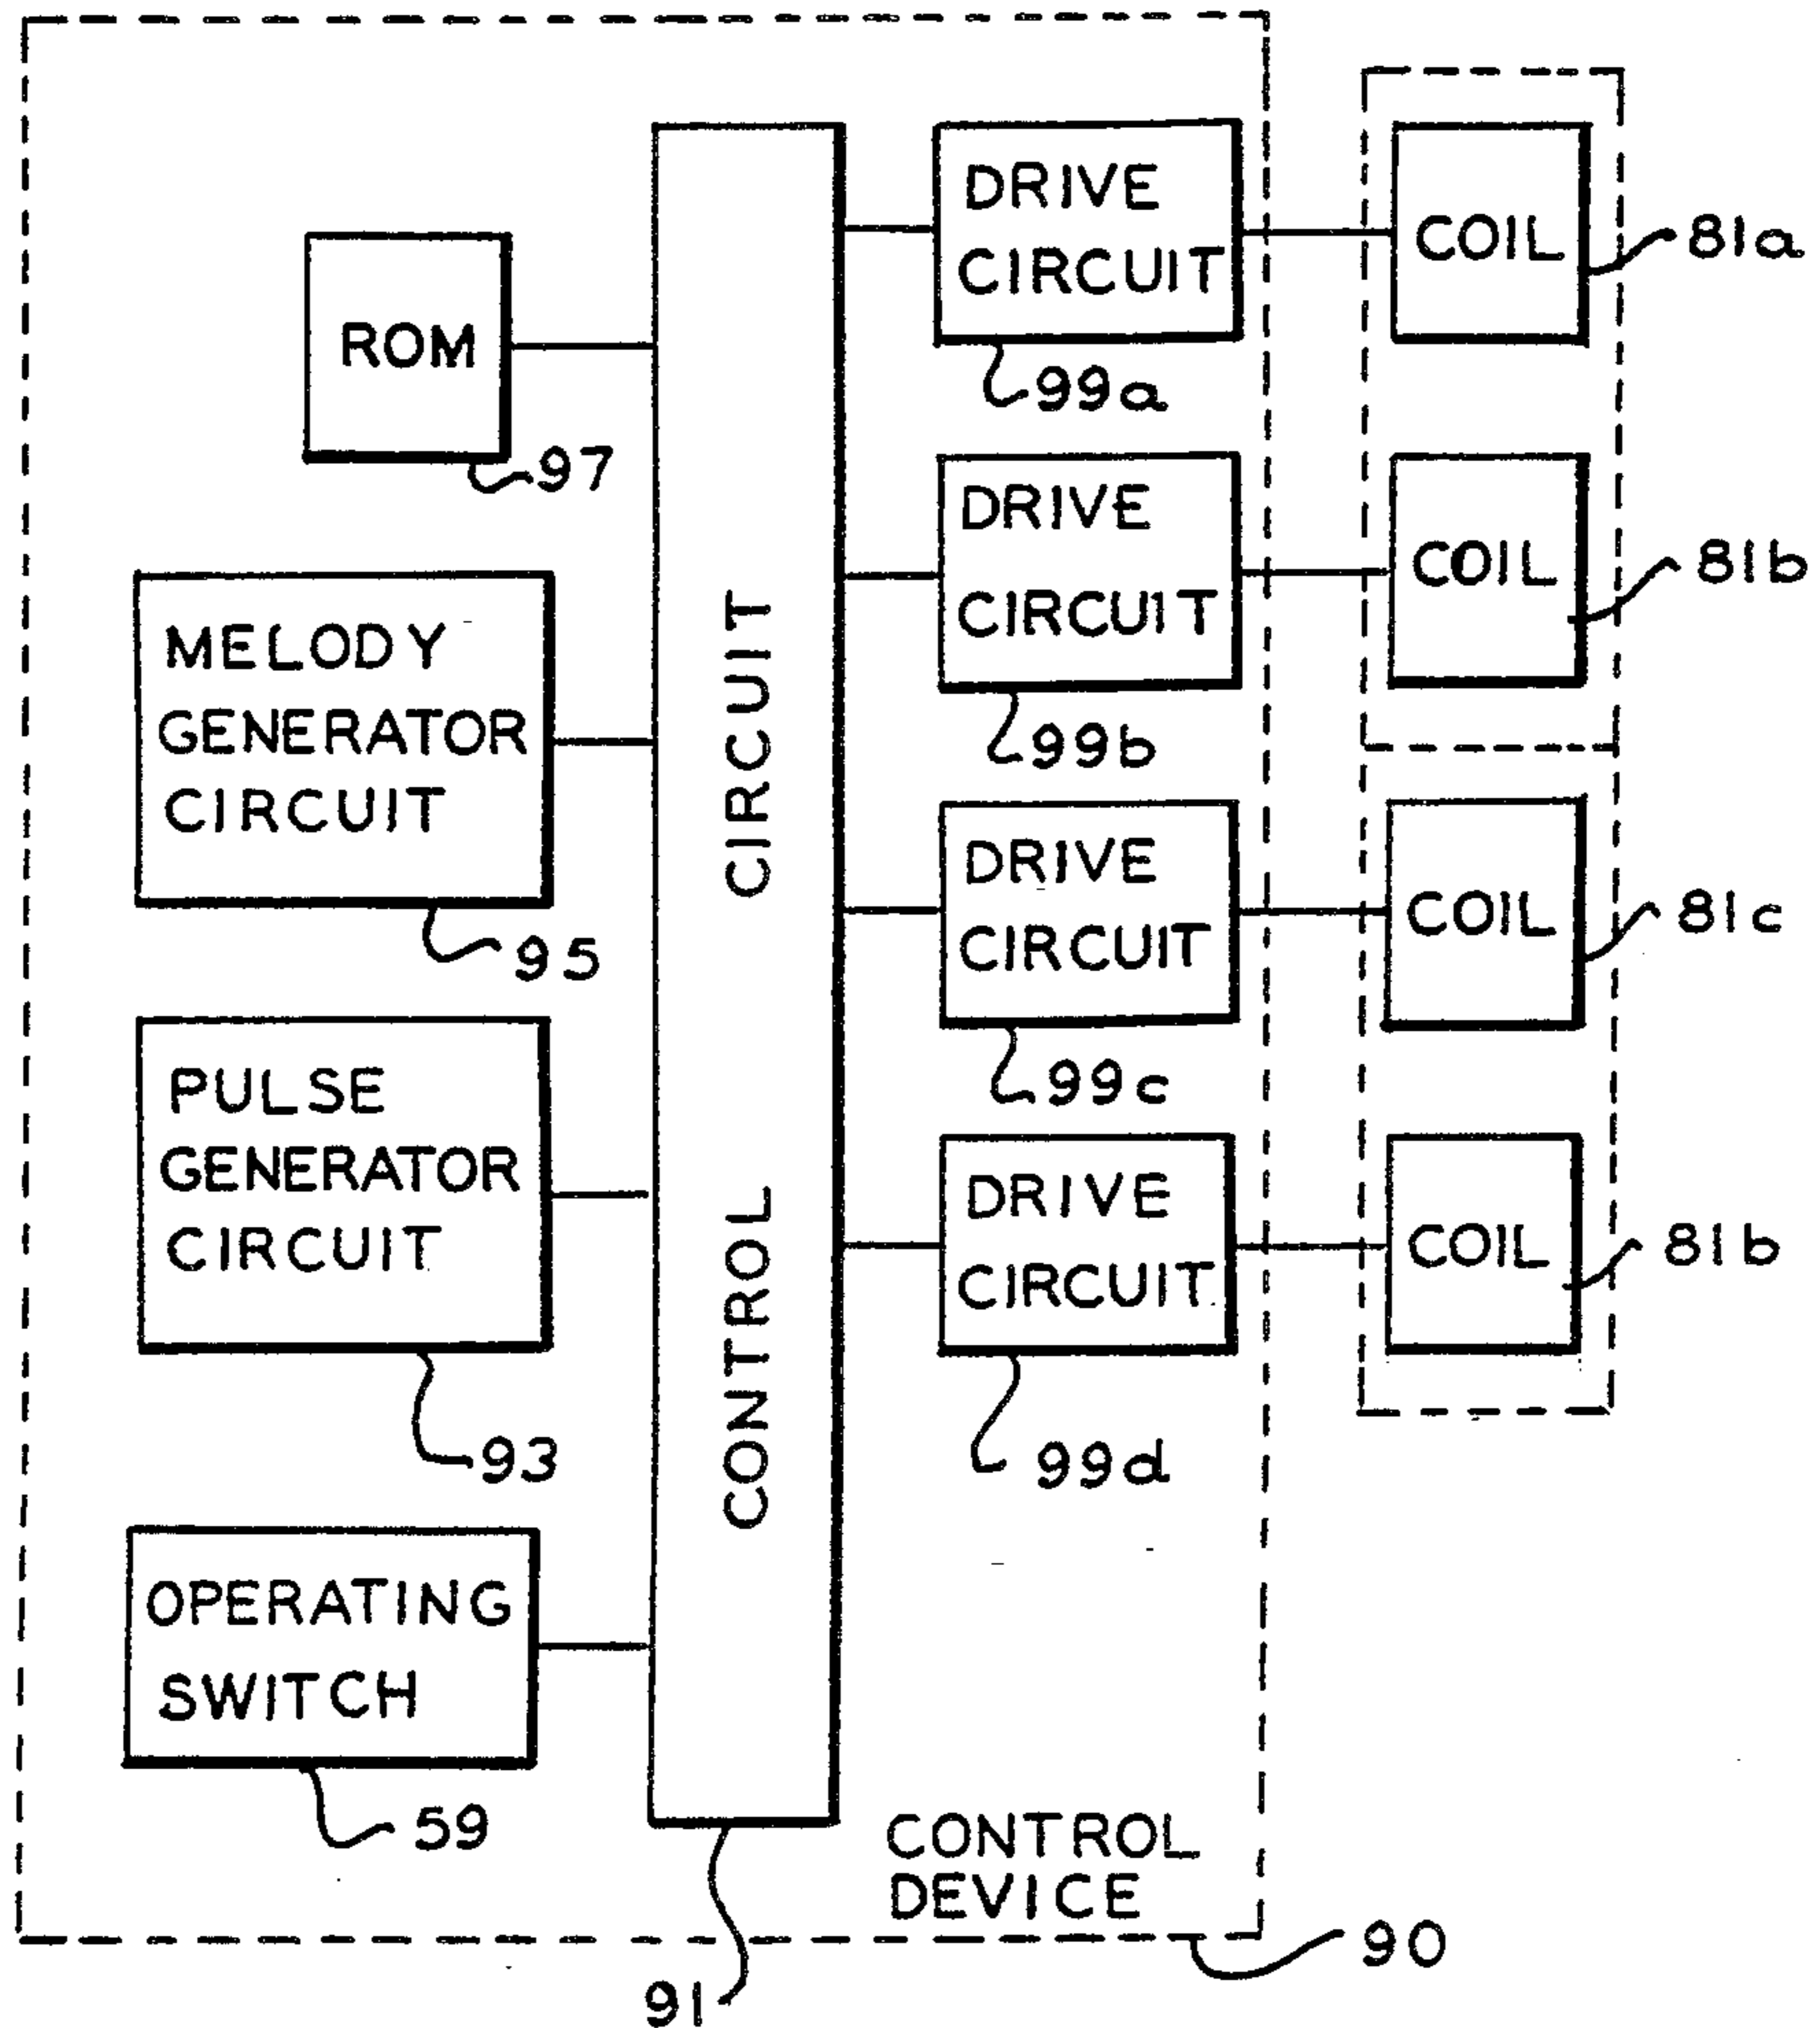 DRIVE
CIRCUIT
99a
COIL
81a
ROM
97
DRIVE
CIRCUIT
99b
COIL
81b
MELODY
GENERATOR
CIRCUIT
95
CONTROL CIRCUIT
DRIVE
CIRCUIT
99c
COIL
81c
PULSE
GENERATOR
CIRCUIT
93
DRIVE
CIRCUIT
99d
COIL
81b
OPERATING
SWITCH
59
CONTROL
DEVICE
90
91